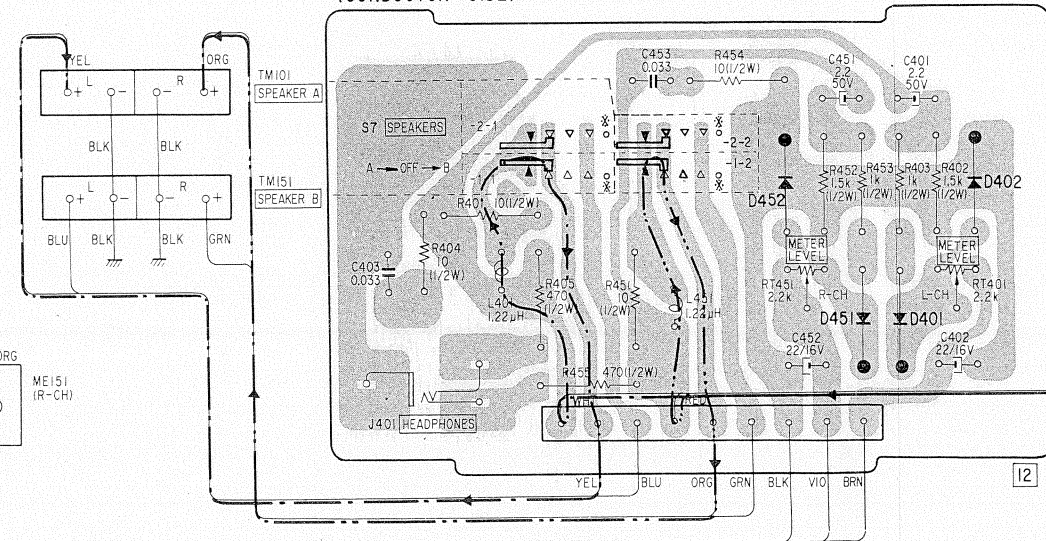 YEL
ORG
L
R
+
-
-
+
TM101
SPEAKER A
BLK
BLK
L
R
+
-
-
+
TM151
SPEAKER B
BLU
BLK
BLK
GRN
ORG
ME151
(R-CH)
S7 SPEAKERS
-2-1
A OFF B
-2-2
-1-2
C453
0.033
R454
10(1/2W)
C451
2.2
50V
C401
2.2
50V
R401 10(1/2W)
R404
10
(1/2W)
C403
0.033
R405
470
(1/2W)
1.22μH
R451
10
(1/2W)
L451
1.22μH
R455 470(1/2W)
D452
R452
1.5k
(1/2W)
R453
1k
(1/2W)
R403
1k
(1/2W)
R402
1.5k
(1/2W)
D402
METER
LEVEL
METER
LEVEL
RT451
2.2k
R-CH
L-CH
RT401
2.2k
D451
D401
C452
22/16V
C402
22/16V
J401 HEADPHONES
RED
YEL
BLU
ORG
GRN
BLK
VIO
BRN
12